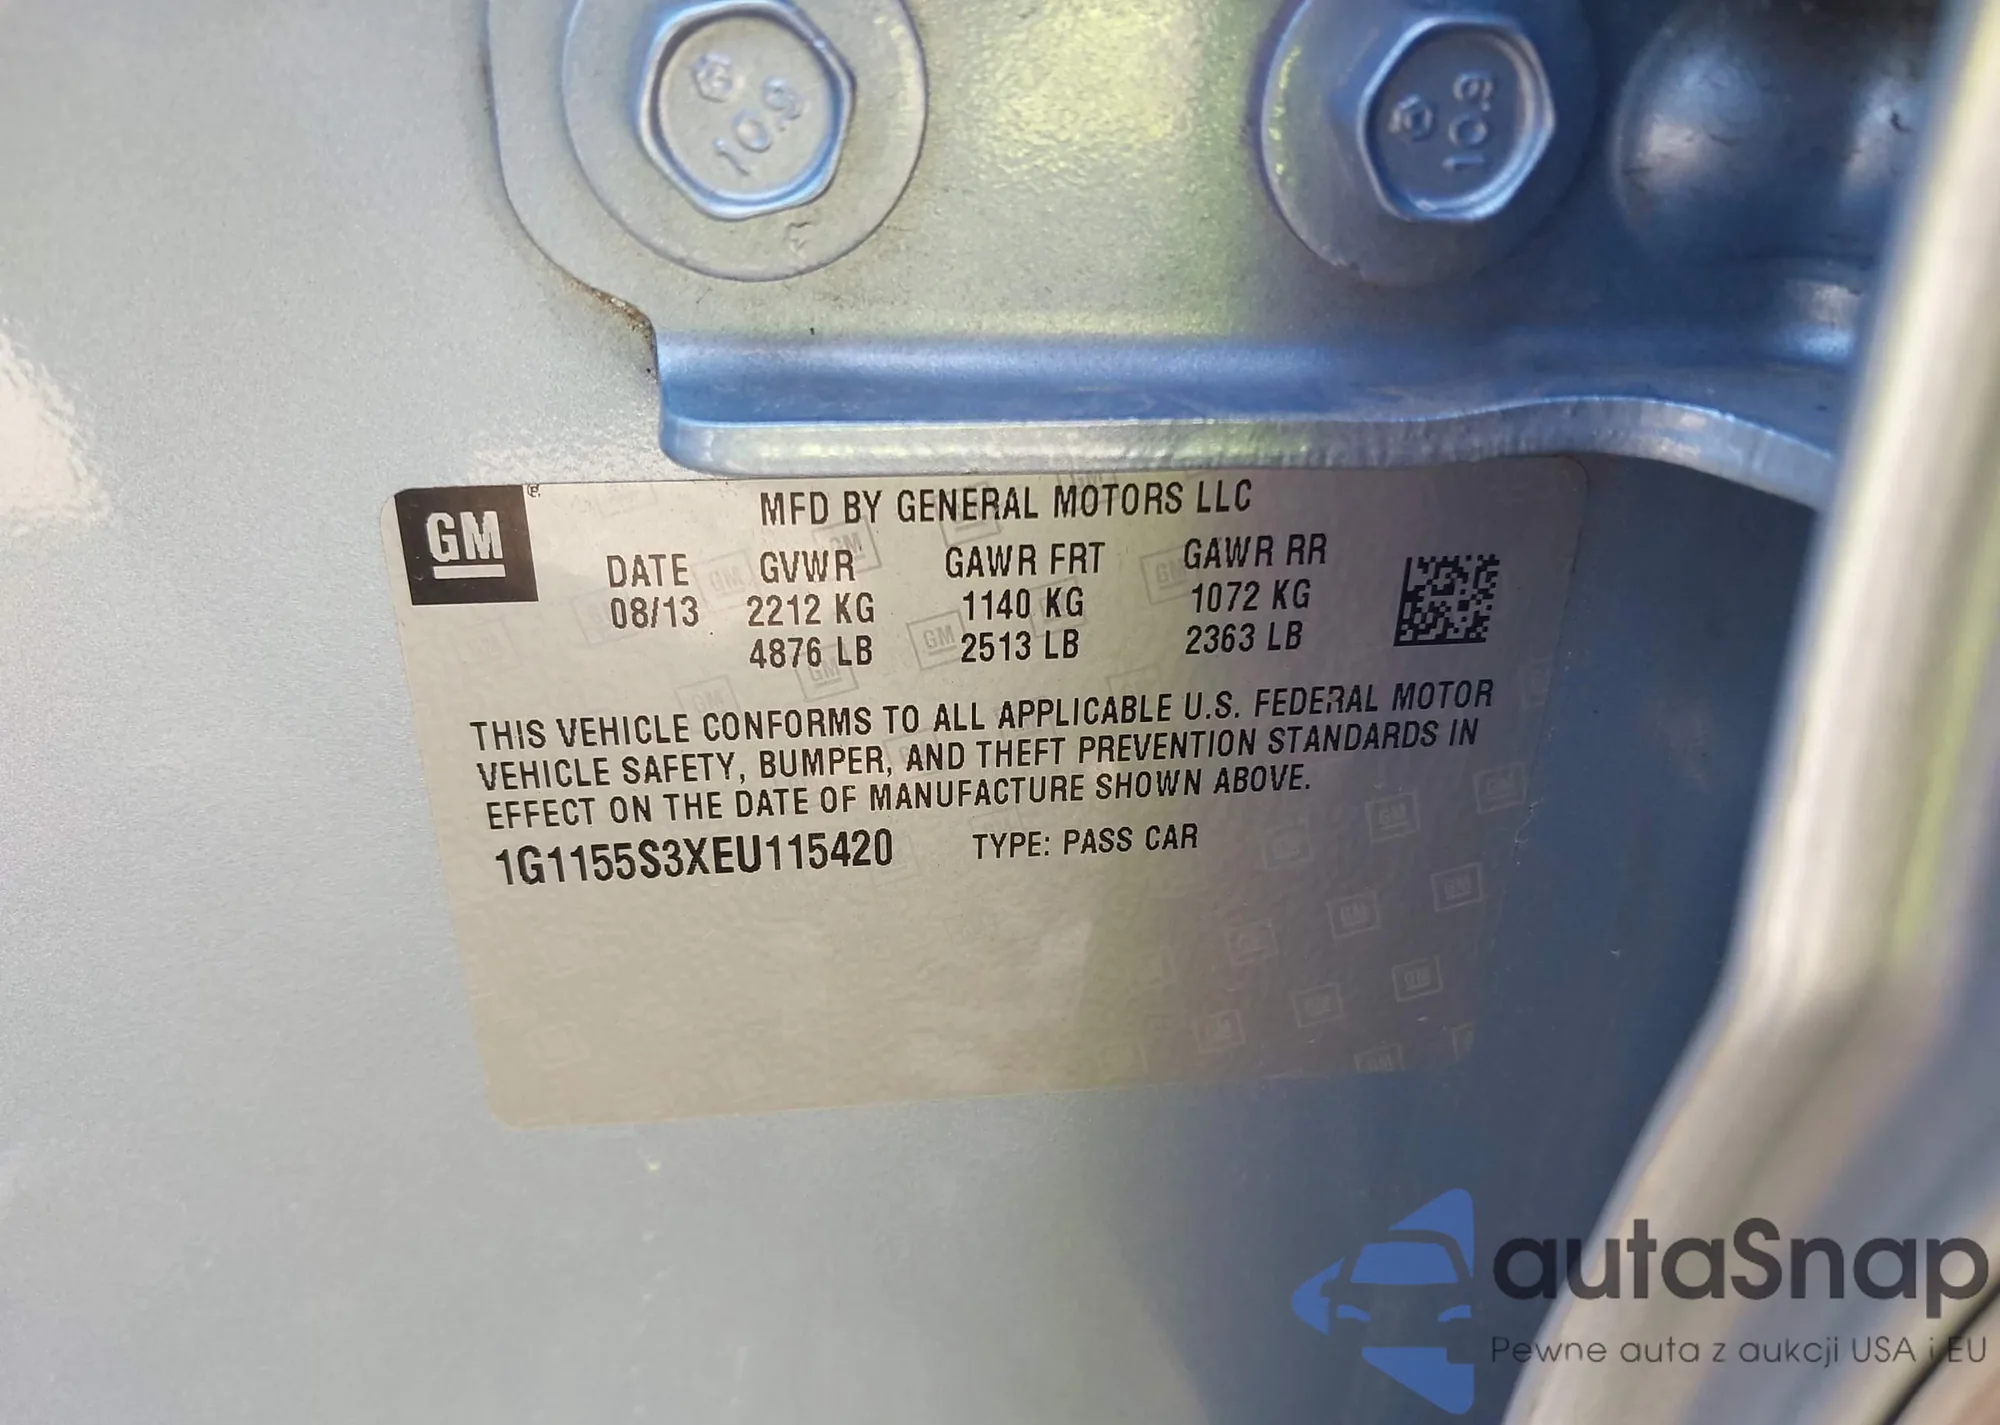 10.9
10.9
GM
MFD BY GENERAL MOTORS LLC
DATE GVWR GAWR FRT GAWR RR
08/13 2212 KG 1140 KG 1072 KG
4876 LB 2513 LB 2363 LB
THIS VEHICLE CONFORMS TO ALL APPLICABLE U.S. FEDERAL MOTOR
VEHICLE SAFETY, BUMPER, AND THEFT PREVENTION STANDARDS IN
EFFECT ON THE DATE OF MANUFACTURE SHOWN ABOVE.
1G1155S3XEU115420 TYPE: PASS CAR
autaSnap
Pewne auta z aukcji USA i EU